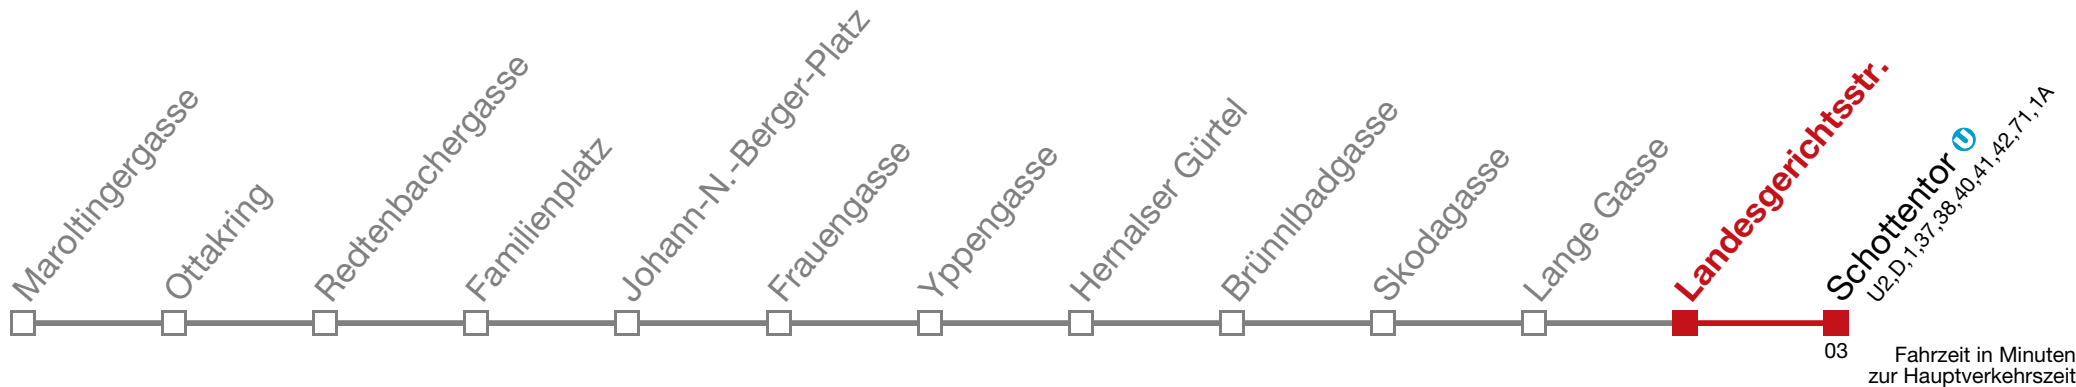 Maroltingergasse
Ottakring
Redtenbachergasse
Familienplatz
Johann-N.-Berger-Platz
Frauengasse
Yppengasse
Hernalser Gürtel
Brünnlbadgasse
Skodagasse
Lange Gasse
Landesgerichtsstr.
Schottentor U
U2,D,1,37,38,40,41,42,71,1A
03
Fahrzeit in Minuten
zur Hauptverkehrszeit